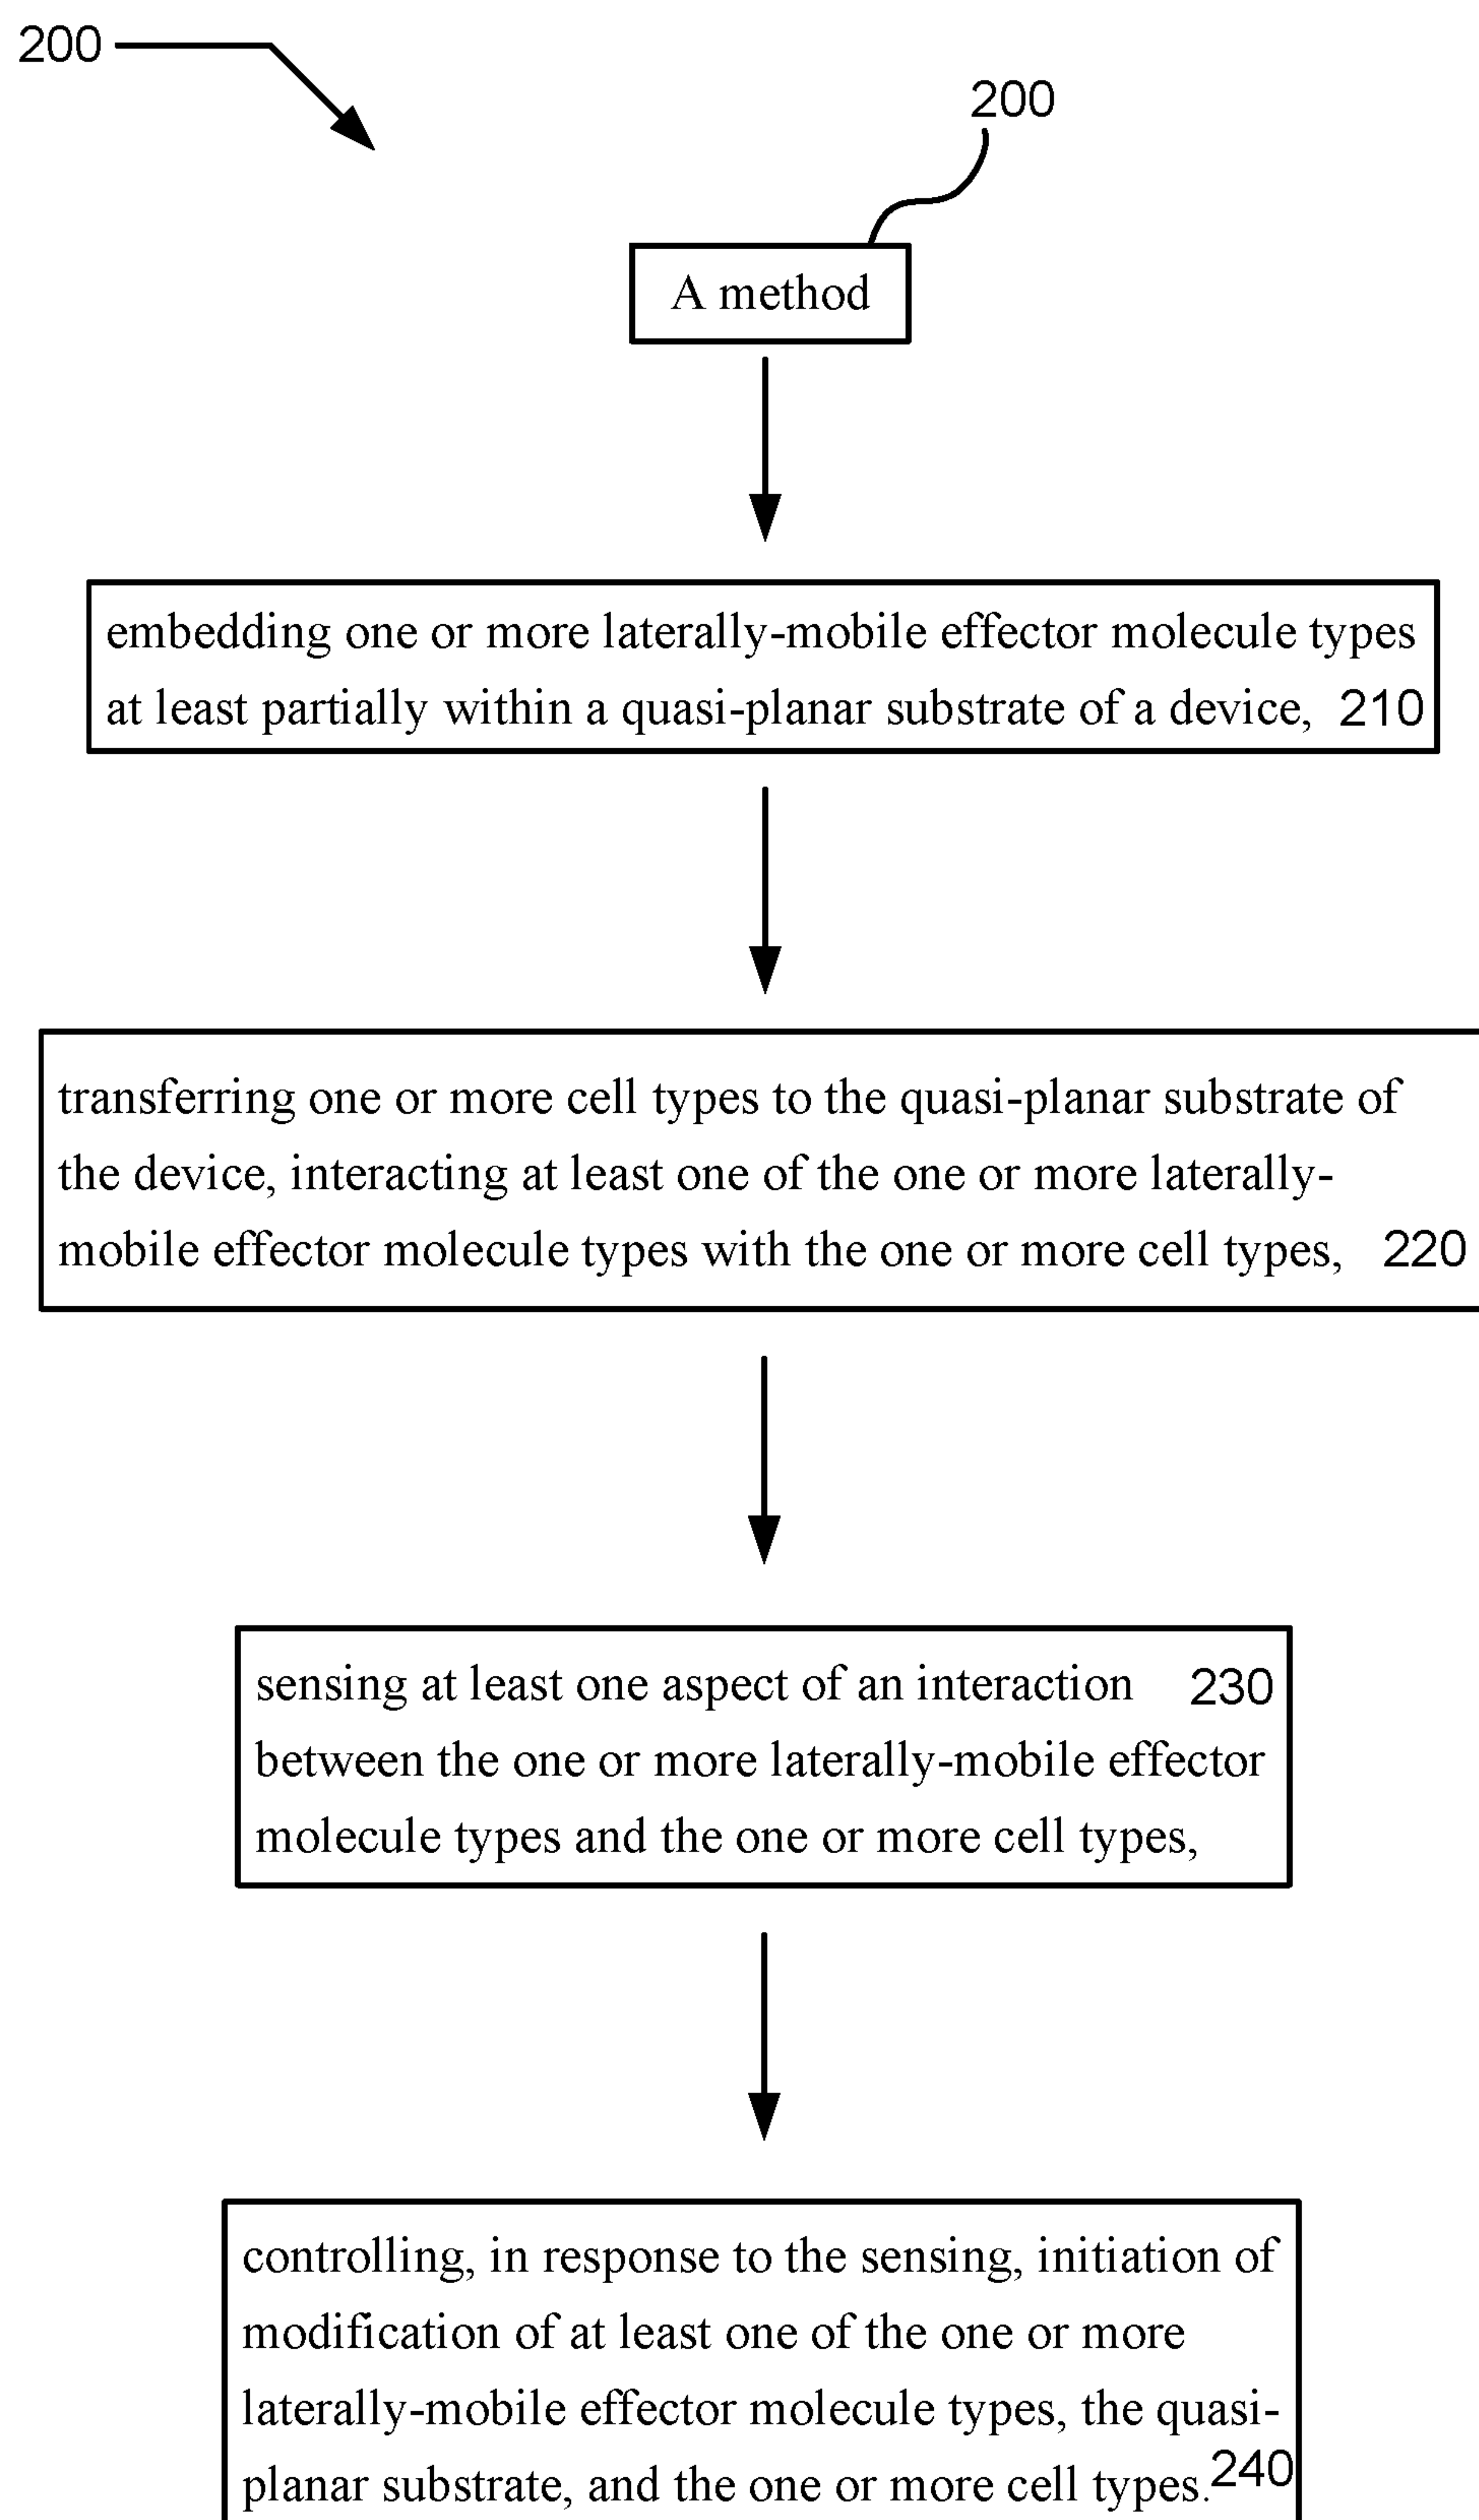 200
200
A method
embedding one or more laterally-mobile effector molecule types
at least partially within a quasi-planar substrate of a device, 210
transferring one or more cell types to the quasi-planar substrate of
the device, interacting at least one of the one or more laterally-
mobile effector molecule types with the one or more cell types, 220
sensing at least one aspect of an interaction 230
between the one or more laterally-mobile effector
molecule types and the one or more cell types,
controlling, in response to the sensing, initiation of
modification of at least one of the one or more
laterally-mobile effector molecule types, the quasi-
planar substrate, and the one or more cell types. 240